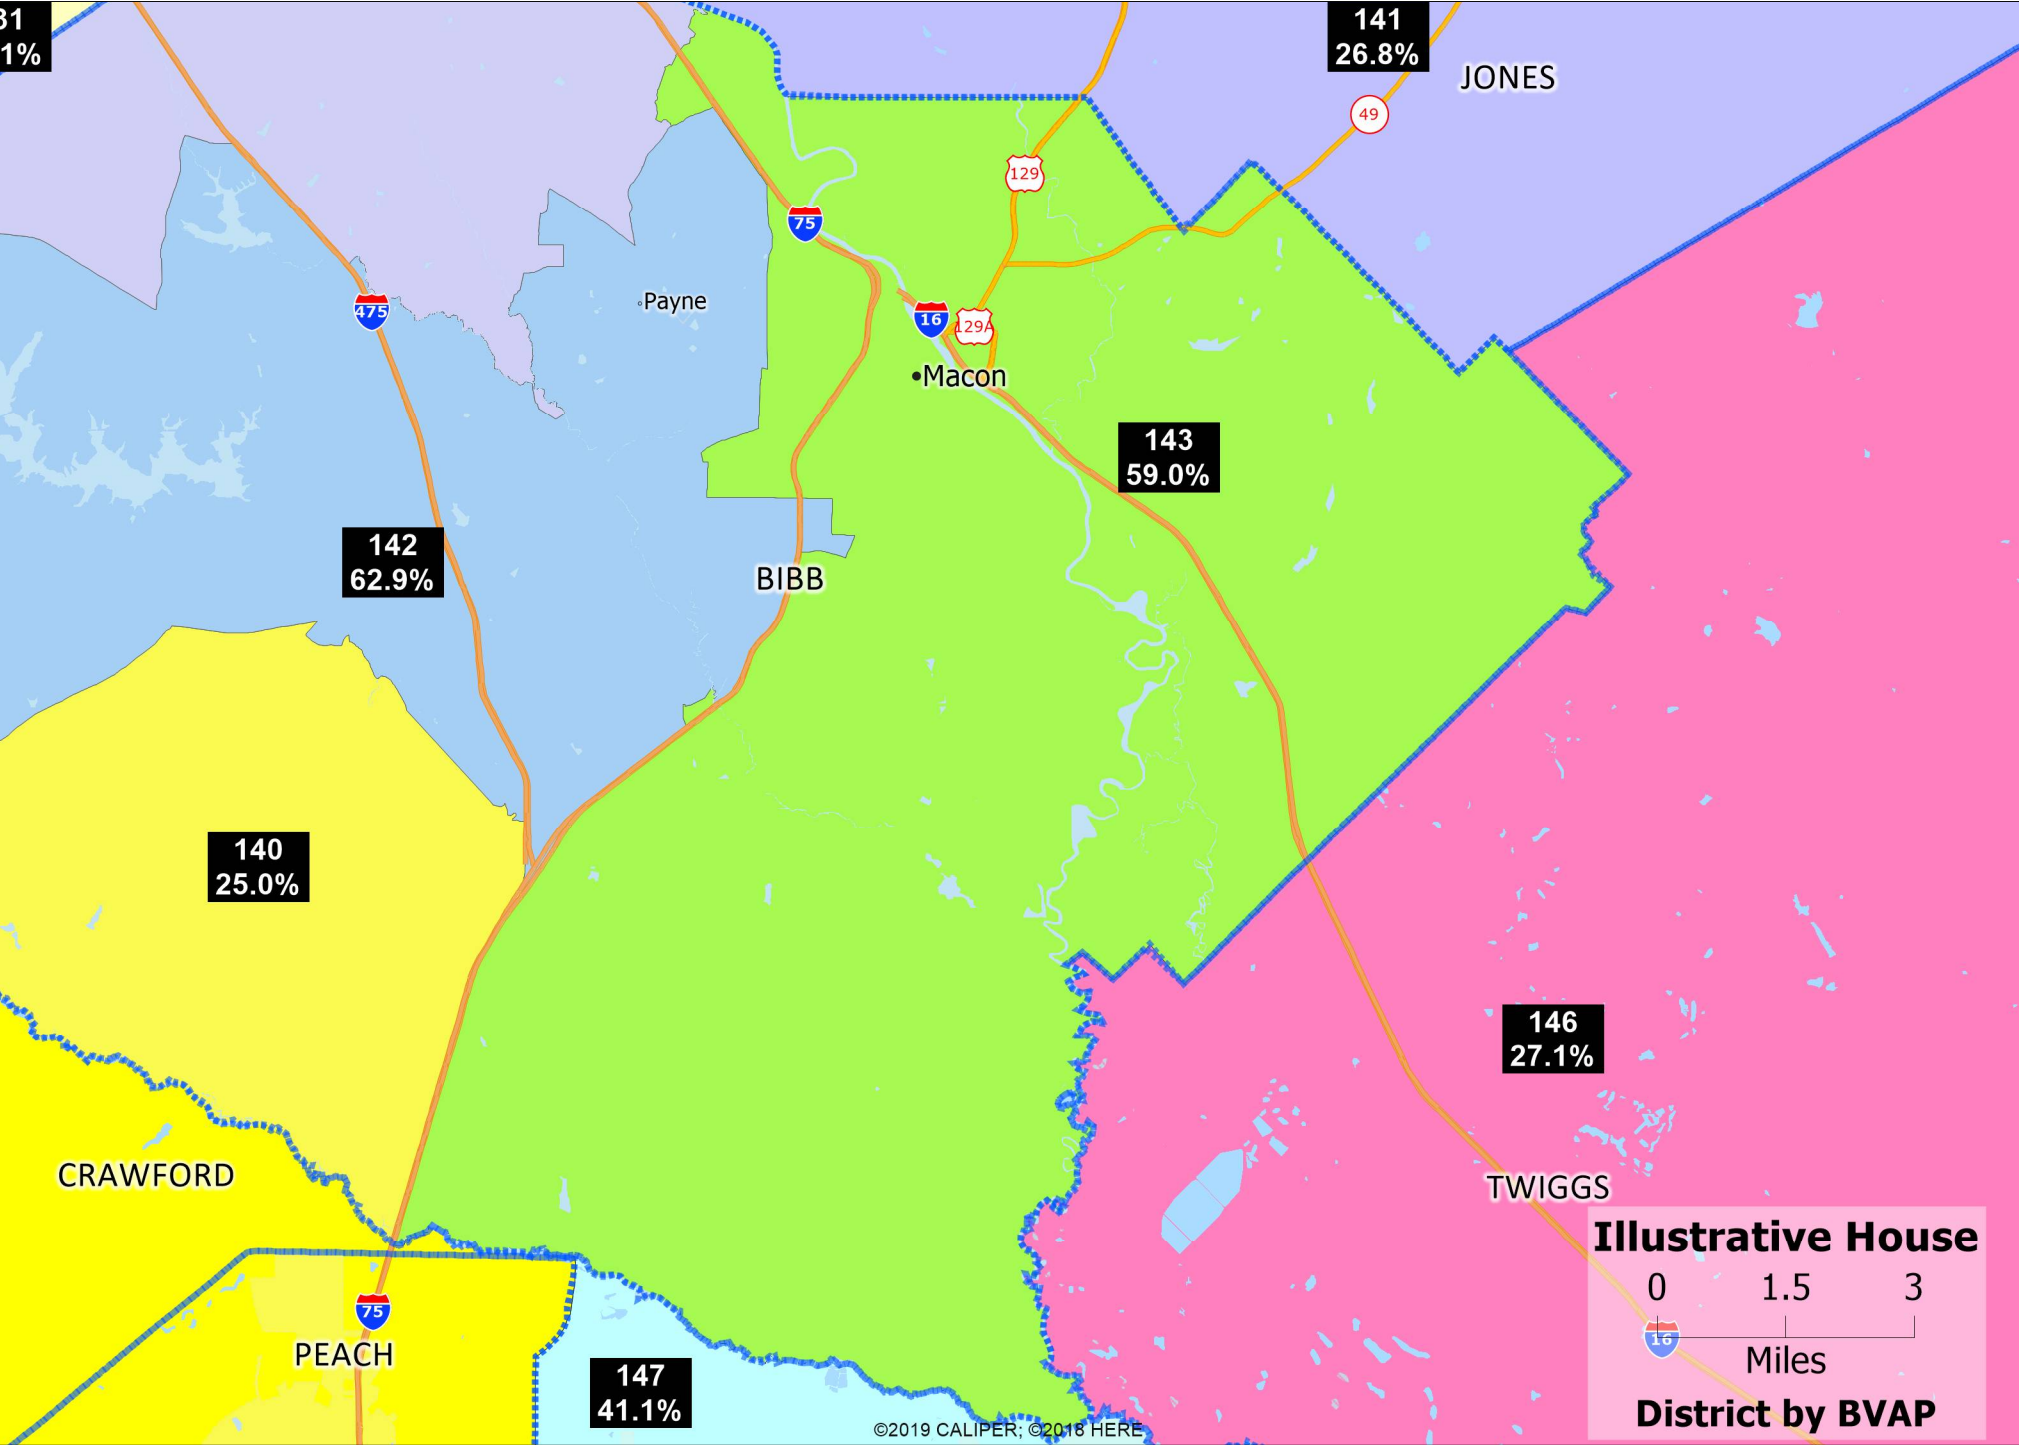 31
1%
141
26.8%
JONES
49
129
75
Payne
475
16
129A
Macon
143
59.0%
142
62.9%
BIBB
140
25.0%
146
27.1%
CRAWFORD
TWIGGS
Illustrative House
0 1.5 3
75
16
PEACH
Miles
147
41.1%
District by BVAP
©2019 CALIPER; ©2018 HERE